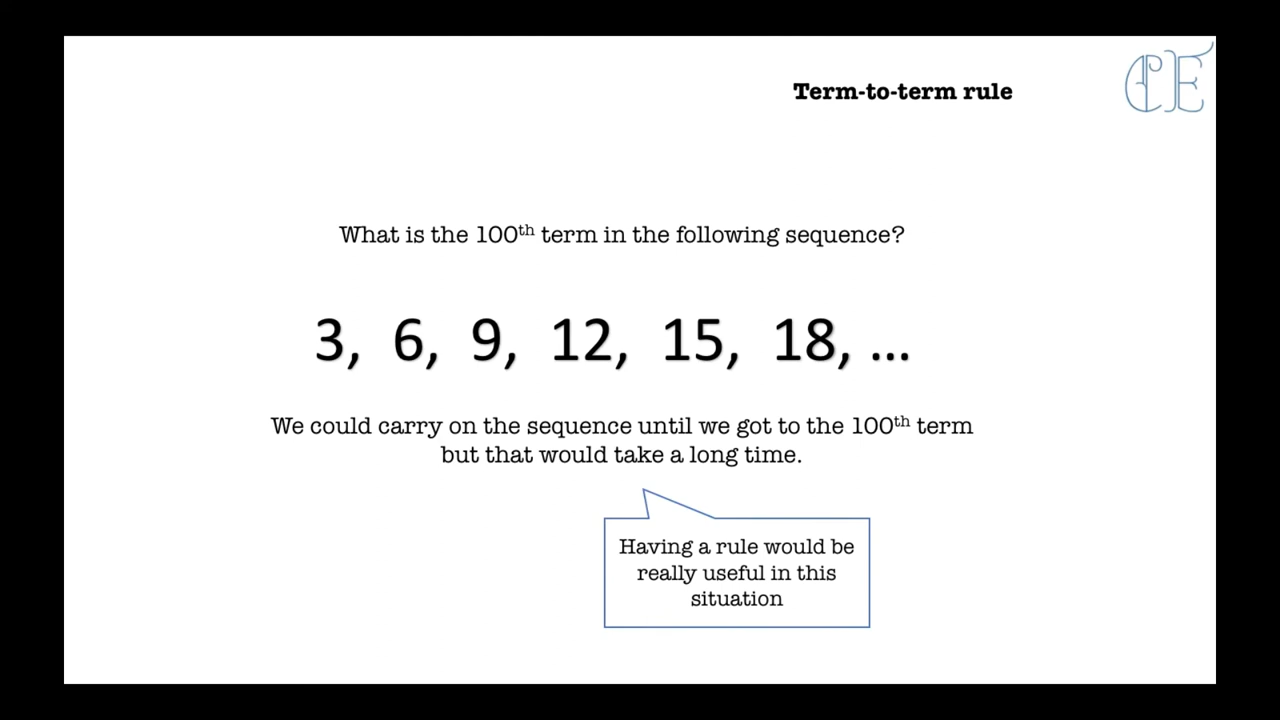 CE
Term-to-term rule
What is the 100th term in the following sequence?
3, 6, 9, 12, 15, 18, ...
We could carry on the sequence until we got to the 100th term
but that would take a long time.
Having a rule would be
really useful in this
situation